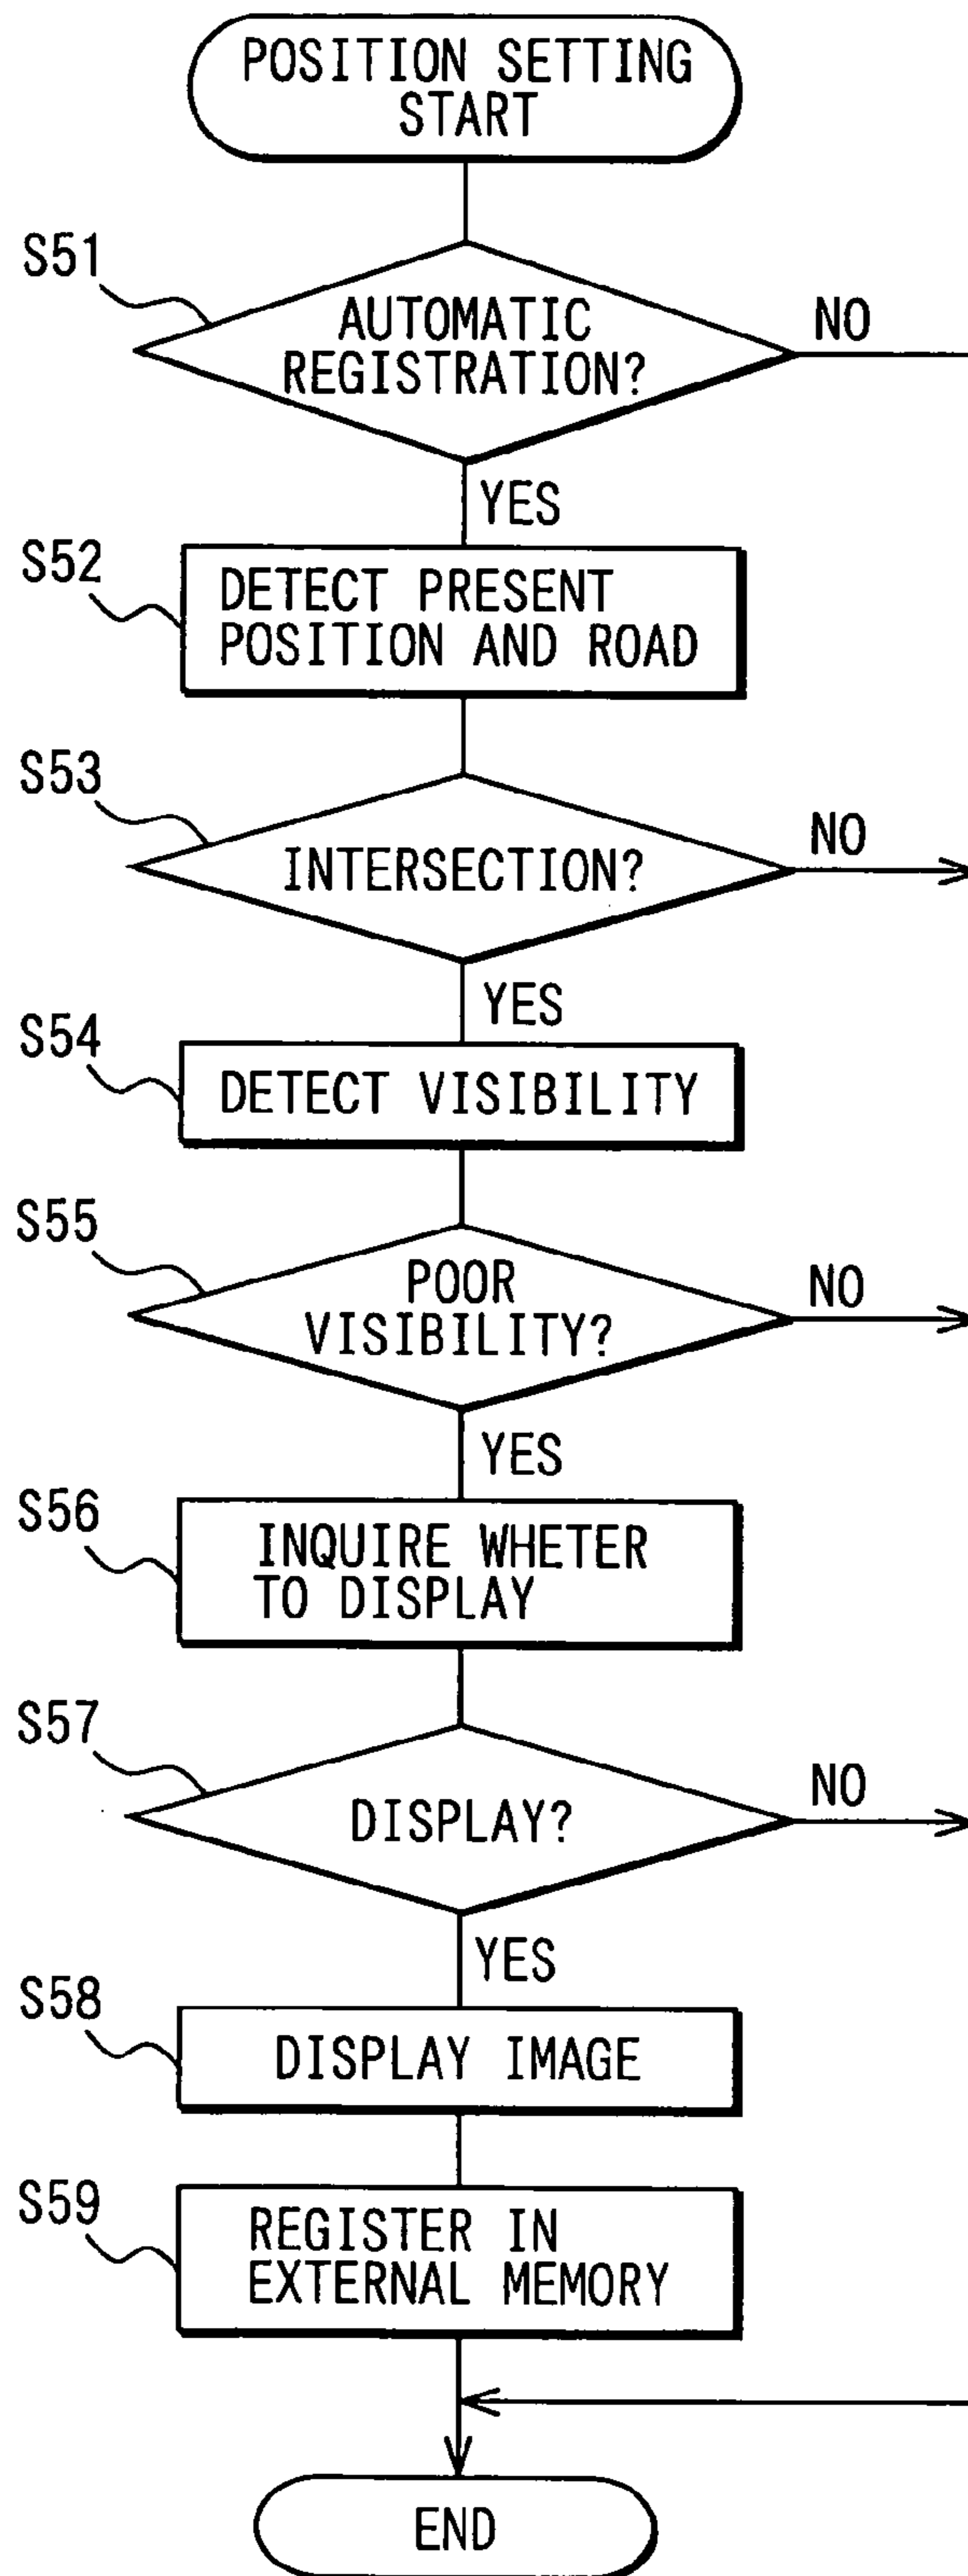 POSITION SETTING
START
S51
AUTOMATIC
REGISTRATION?
NO
YES
S52
DETECT PRESENT
POSITION AND ROAD
S53
INTERSECTION?
NO
YES
S54
DETECT VISIBILITY
S55
POOR
VISIBILITY?
NO
YES
S56
INQUIRE WHETER
TO DISPLAY
S57
DISPLAY?
NO
YES
S58
DISPLAY IMAGE
S59
REGISTER IN
EXTERNAL MEMORY
END